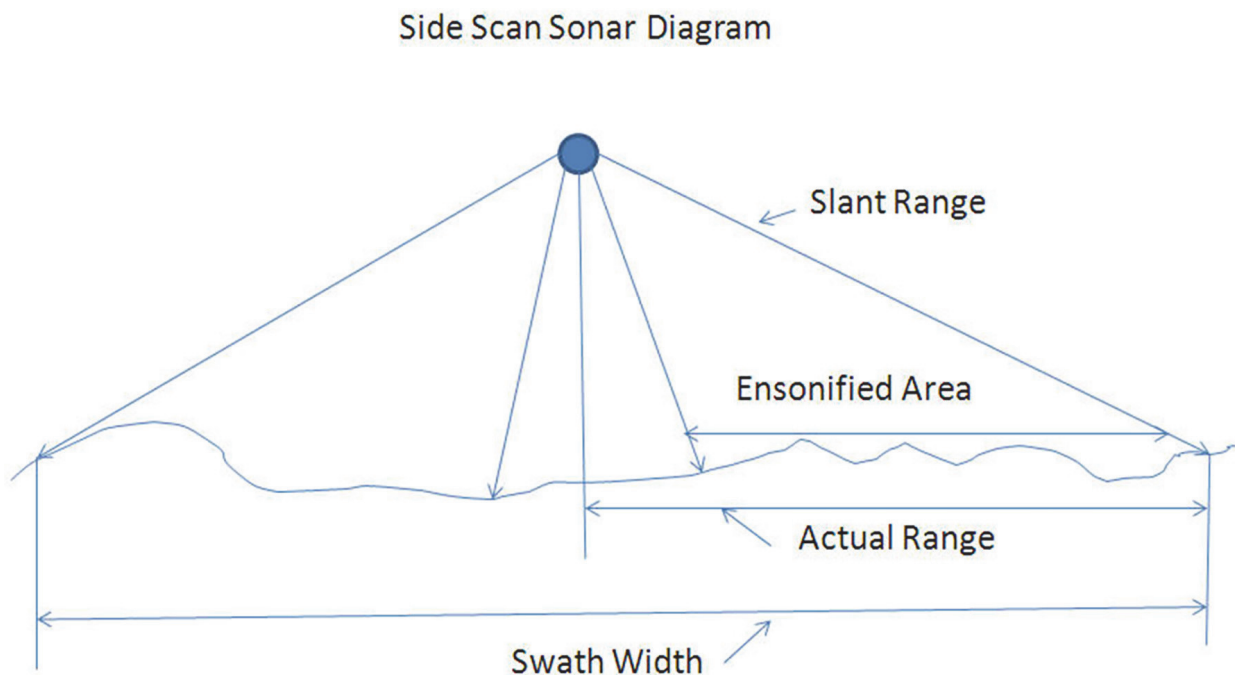 Side Scan Sonar Diagram
Slant Range
Ensonified Area
Actual Range
Swath Width